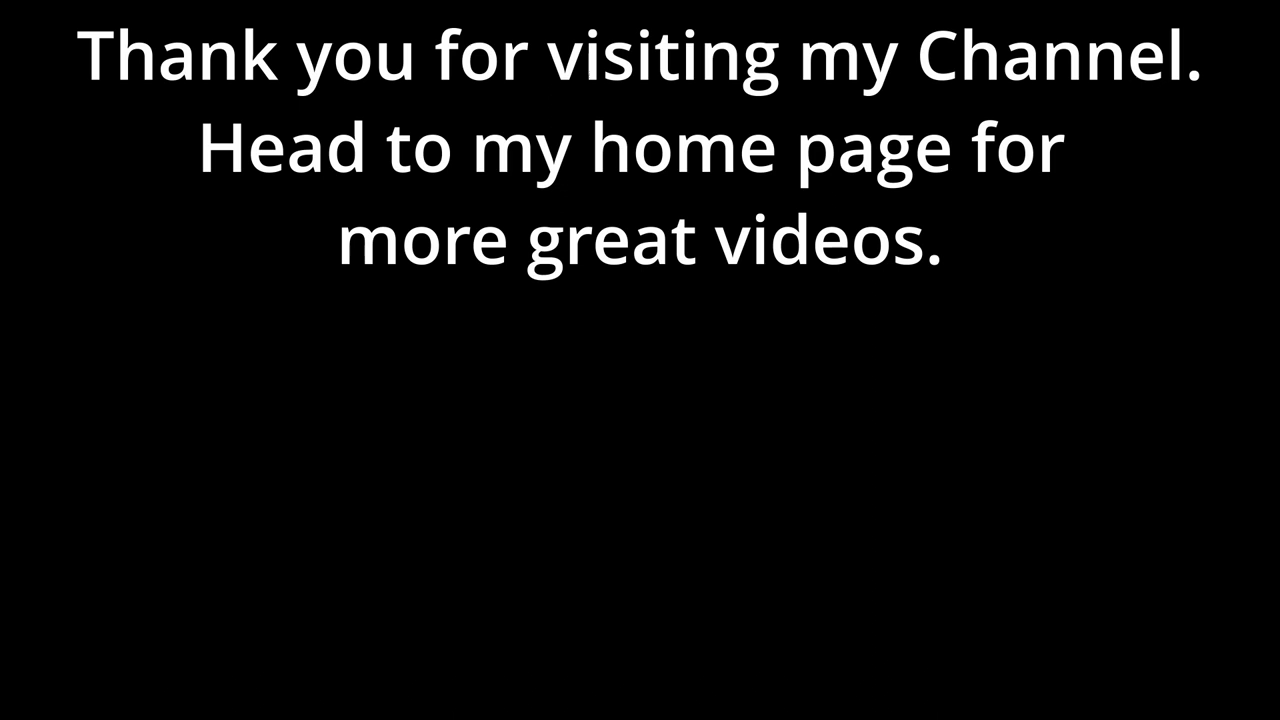 Thank you for visiting my Channel.
Head to my home page for
more great videos.